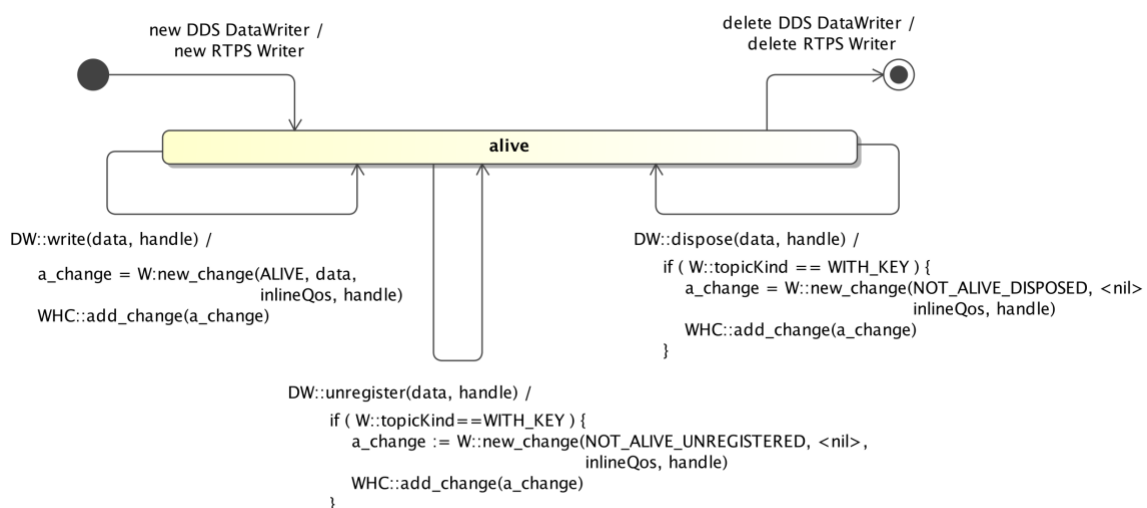 new DDS DataWriter /
new RTPS Writer
delete DDS DataWriter /
delete RTPS Writer
alive
DW::write(data, handle) /
a_change = W:new_change(ALIVE, data,
inlineQos, handle)
WHC::add_change(a_change)
DW::dispose(data, handle) /
if ( W::topicKind == WITH_KEY ) {
a_change = W::new_change(NOT_ALIVE_DISPOSED, <nil>
inlineQos, handle)
WHC::add_change(a_change)
}
DW::unregister(data, handle) /
if ( W::topicKind==WITH_KEY ) {
a_change := W::new_change(NOT_ALIVE_UNREGISTERED, <nil>,
inlineQos, handle)
WHC::add_change(a_change)
}